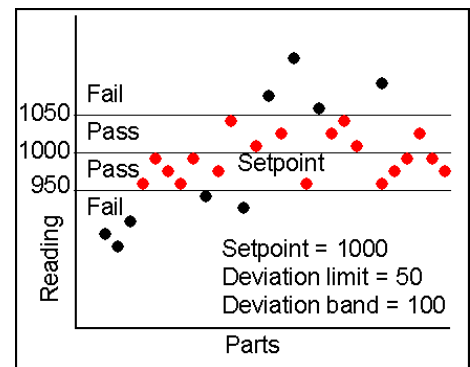 Fail
1050
Pass
1000
Pass
Setpoint
950
Fail
Reading
Setpoint = 1000
Deviation limit = 50
Deviation band = 100
Parts